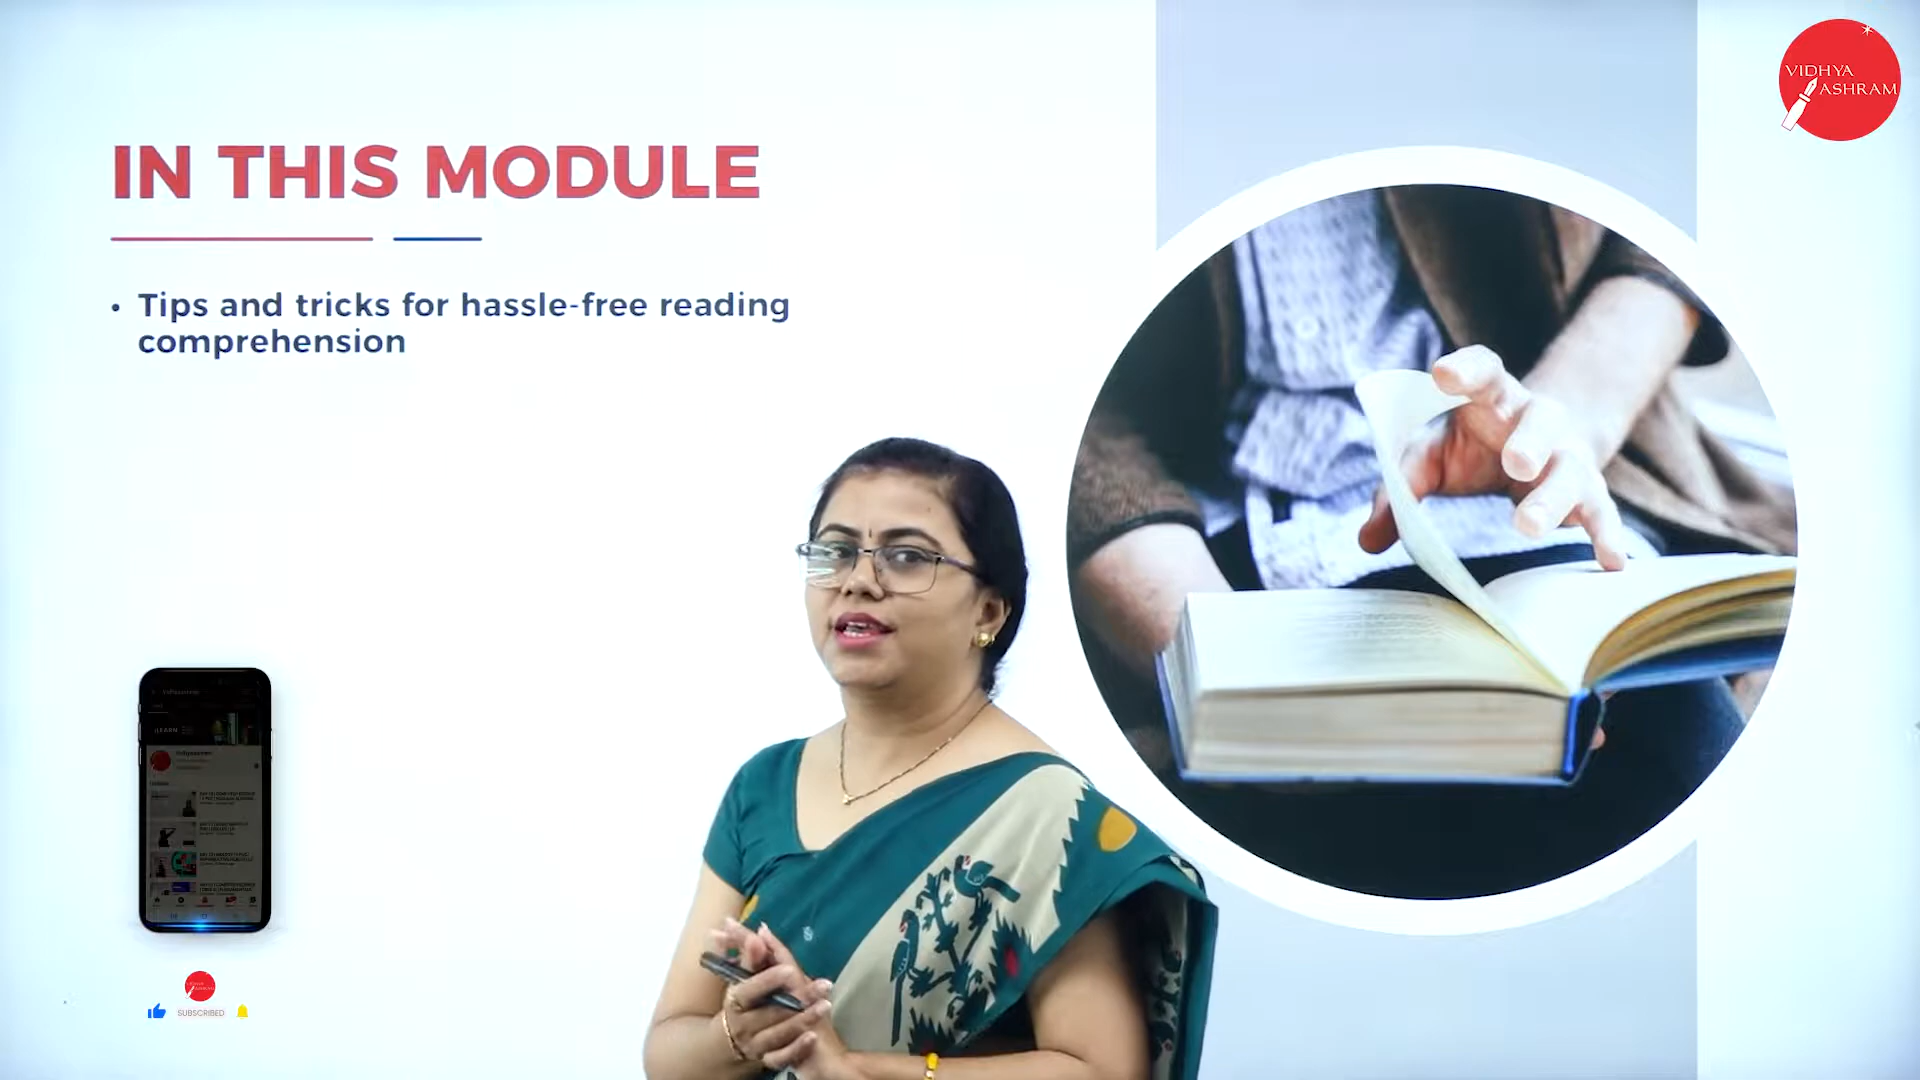 VIDHYA
ASHRAM
IN THIS MODULE
• Tips and tricks for hassle-free reading
comprehension
SUBSCRIBED